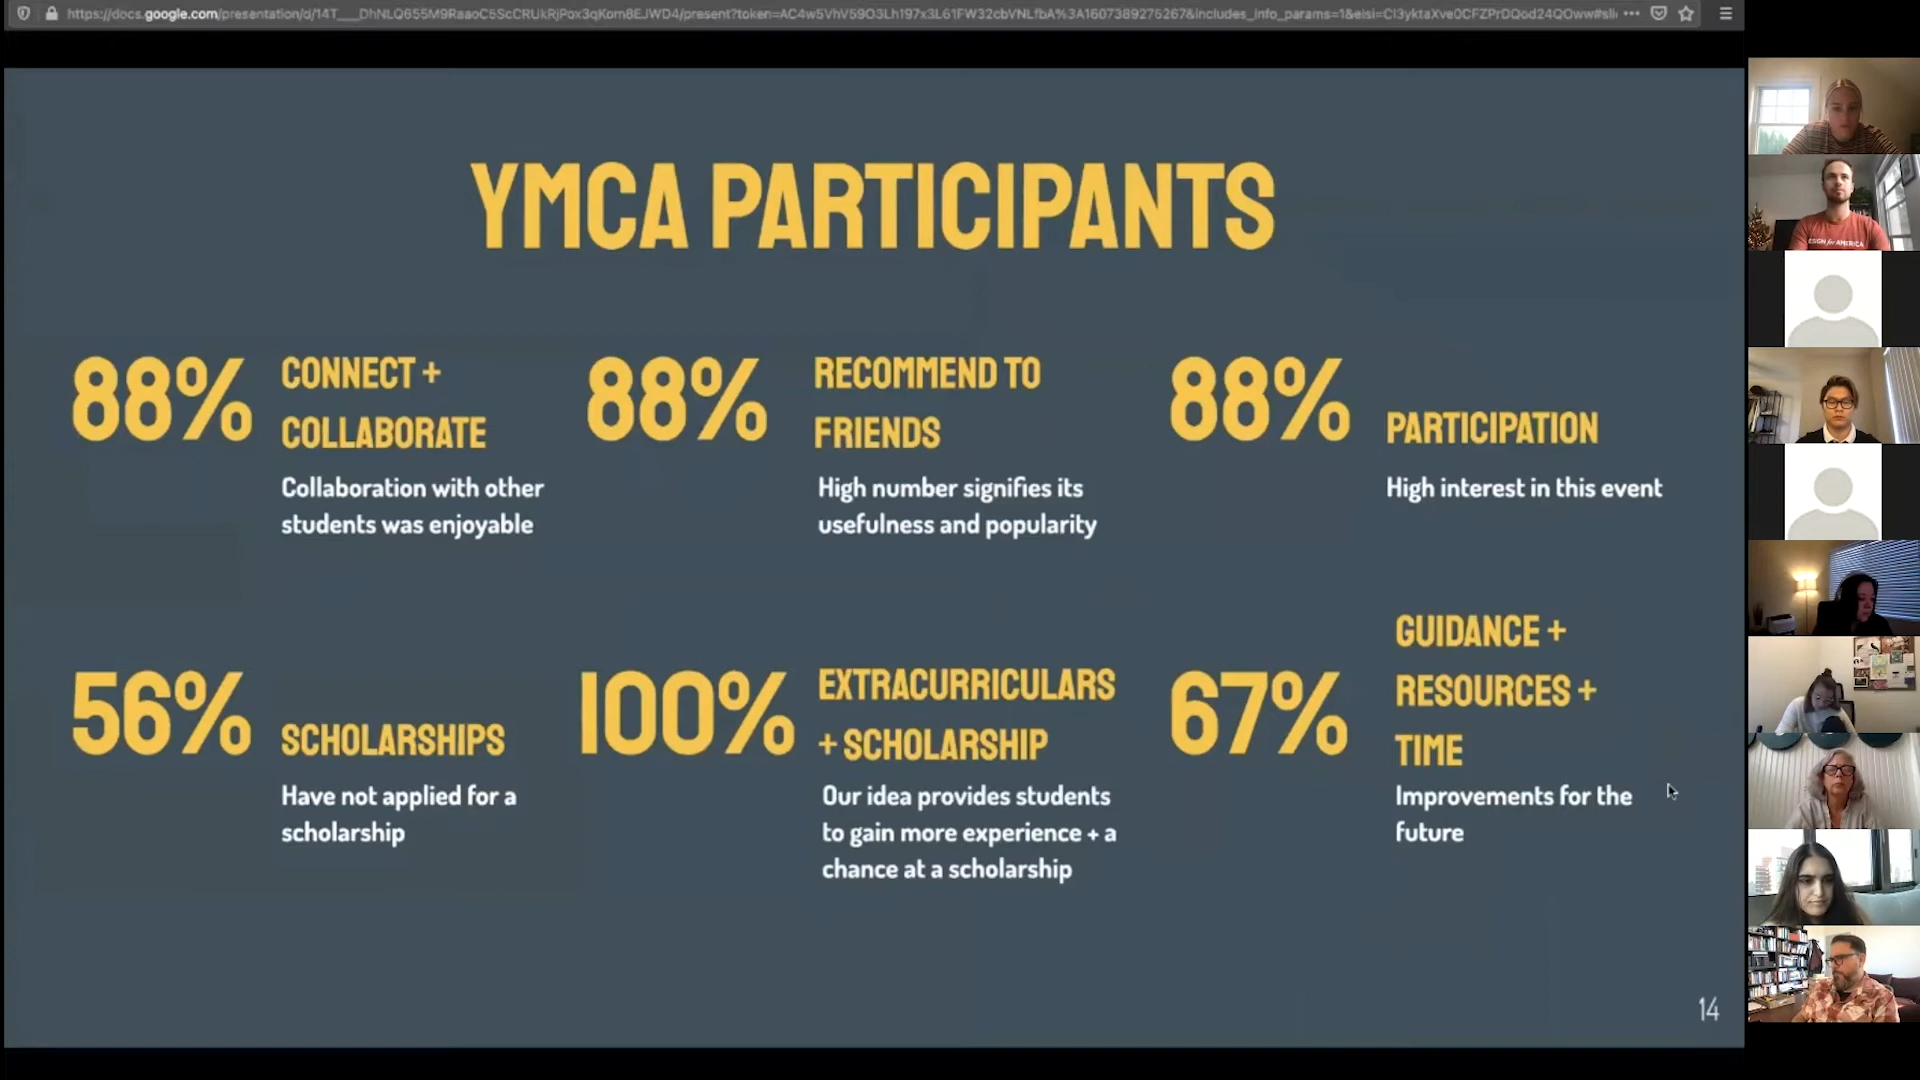 YMCA PARTICIPANTS
88%
CONNECT +
COLLABORATE
Collaboration with other
students was enjoyable
88%
RECOMMEND TO
FRIENDS
High number signifies its
usefulness and popularity
88%
PARTICIPATION
High interest in this event
56%
SCHOLARSHIPS
Have not applied for a
scholarship
100%
EXTRACURRICULARS
+ SCHOLARSHIP
Our idea provides students
to gain more experience + a
chance at a scholarship
67%
GUIDANCE +
RESOURCES +
TIME
Improvements for the
future
14